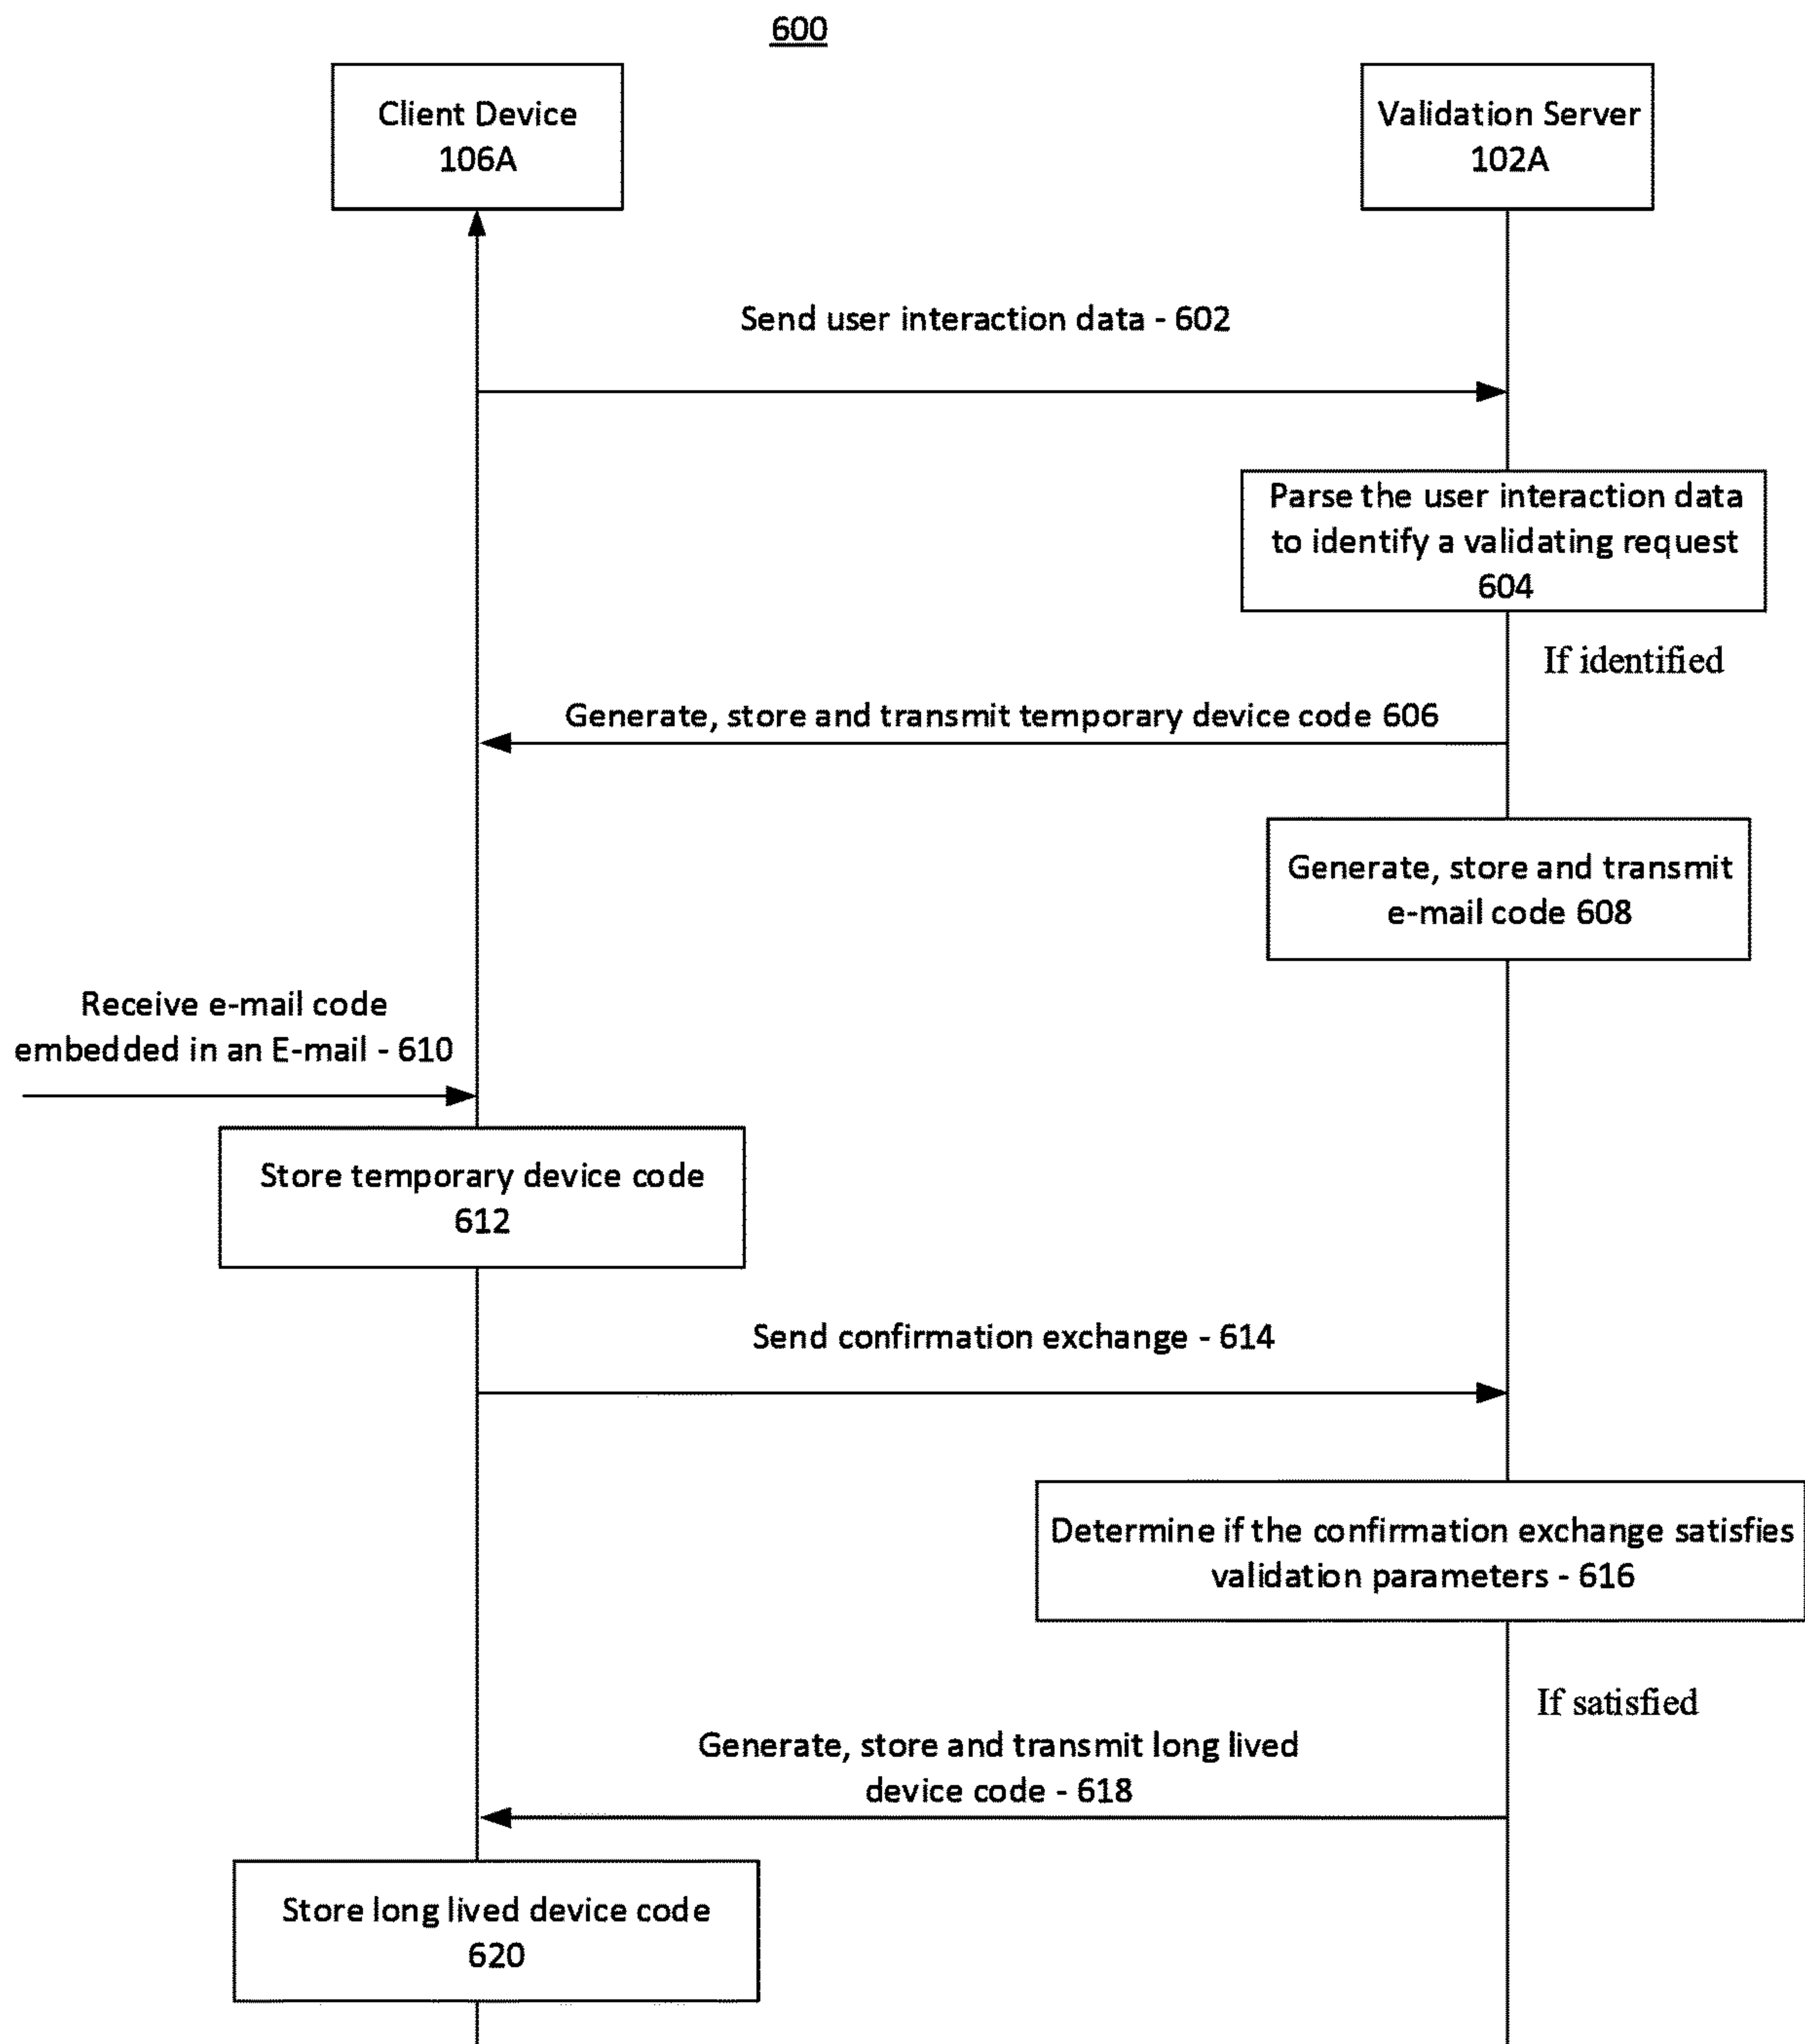 600
Client Device
106A
Validation Server
102A
Send user interaction data - 602
Parse the user interaction data
to identify a validating request
604
If identified
Generate, store and transmit temporary device code 606
Generate, store and transmit
e-mail code 608
Receive e-mail code
embedded in an E-mail - 610
Store temporary device code
612
Send confirmation exchange - 614
Determine if the confirmation exchange satisfies
validation parameters - 616
If satisfied
Generate, store and transmit long lived
device code - 618
Store long lived device code
620